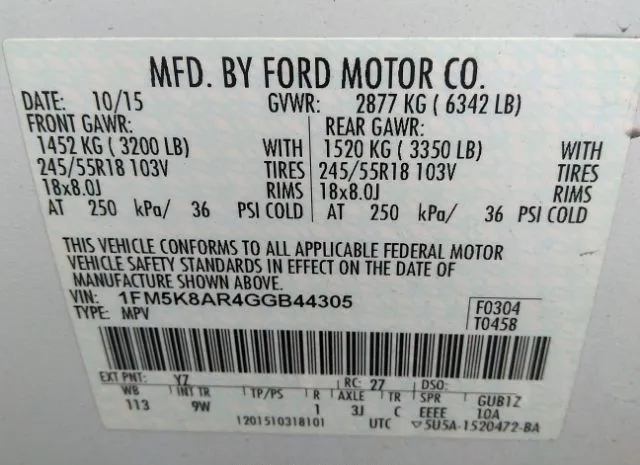 MFD. BY FORD MOTOR CO.
DATE: 10/15 GVWR: 2877 KG ( 6342 LB)
FRONT GAWR: REAR GAWR:
1452 KG ( 3200 LB) WITH 1520 KG ( 3350 LB) WITH
245/55R18 103V TIRES 245/55R18 103V TIRES
18x8.0J RIMS 18x8.0J RIMS
AT 250 kPa/ 36 PSI COLD AT 250 kPa/ 36 PSI COLD
THIS VEHICLE CONFORMS TO ALL APPLICABLE FEDERAL MOTOR
VEHICLE SAFETY STANDARDS IN EFFECT ON THE DATE OF
MANUFACTURE SHOWN ABOVE.
VIN: 1FM5K8AR4GGB44305 F0304
TYPE: MPV T0458
EXT PNT: YZ RC: 27 DSO:
WB INT TR TP/PS R AXLE TR SPR GUB1Z
113 9W 1 3J C EEEE 10A
1201510318101 UTC ▽5U5A-1520472-BA